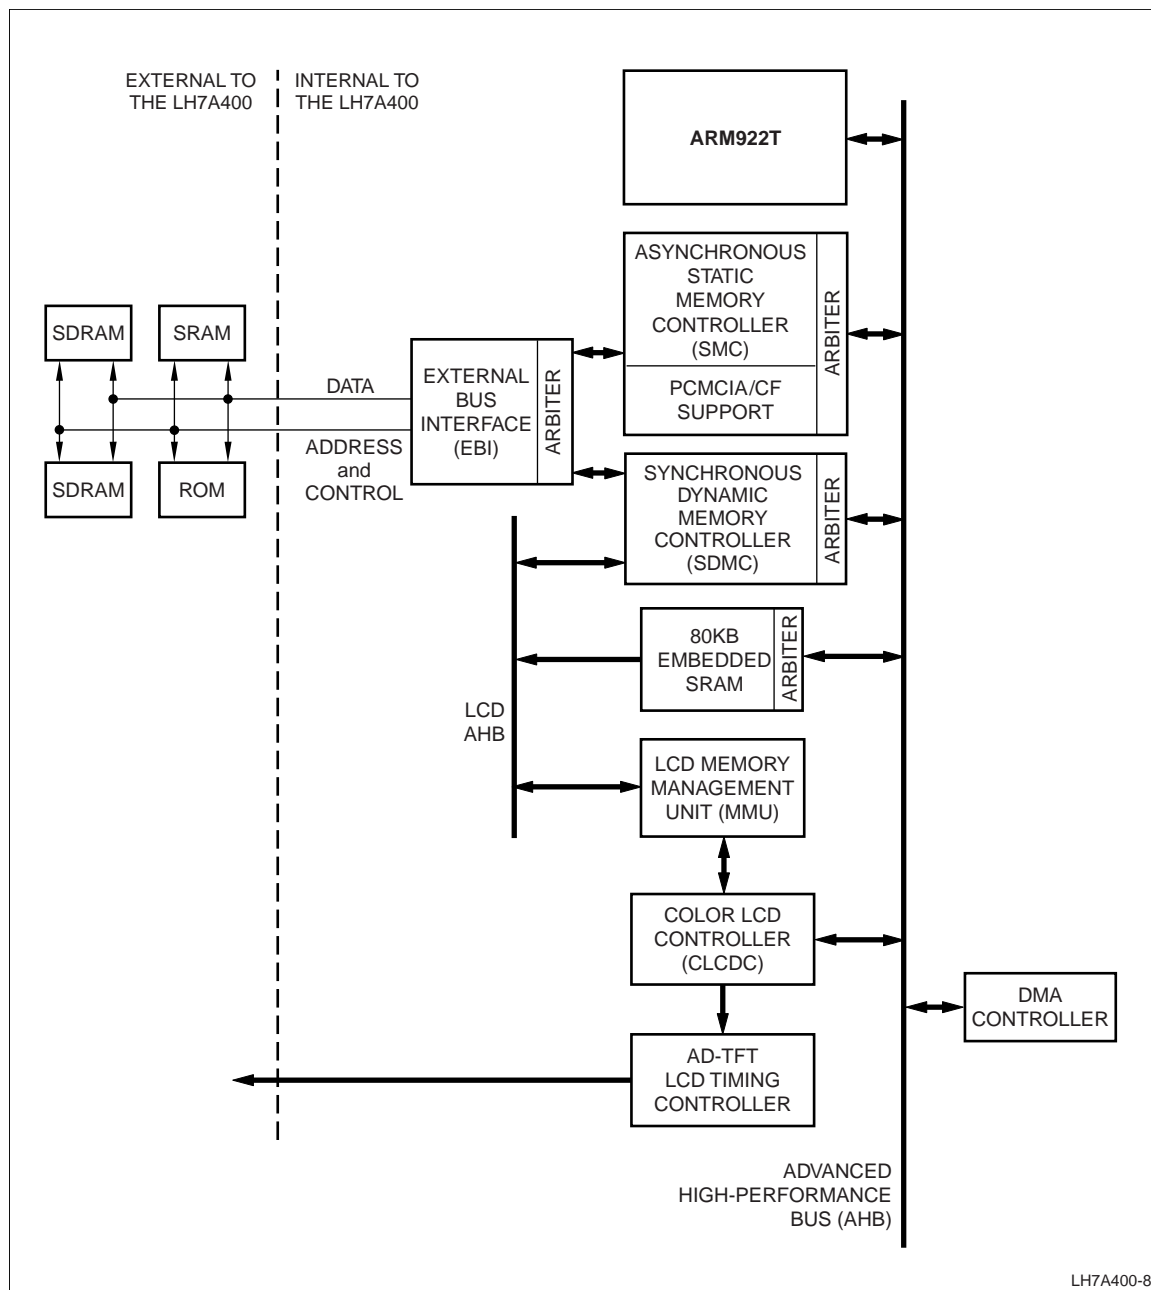 EXTERNAL TO
THE LH7A400
INTERNAL TO
THE LH7A400
ARM922T
ASYNCHRONOUS
STATIC
MEMORY
CONTROLLER
(SMC)
PCMCIA/CF
SUPPORT
ARBITER
SDRAM
SRAM
SDRAM
ROM
DATA
ADDRESS
and
CONTROL
EXTERNAL
BUS
INTERFACE
(EBI)
ARBITER
SYNCHRONOUS
DYNAMIC
MEMORY
CONTROLLER
(SDMC)
ARBITER
80KB
EMBEDDED
SRAM
ARBITER
LCD
AHB
LCD MEMORY
MANAGEMENT
UNIT (MMU)
COLOR LCD
CONTROLLER
(CLCDC)
DMA
CONTROLLER
AD-TFT
LCD TIMING
CONTROLLER
ADVANCED
HIGH-PERFORMANCE
BUS (AHB)
LH7A400-8